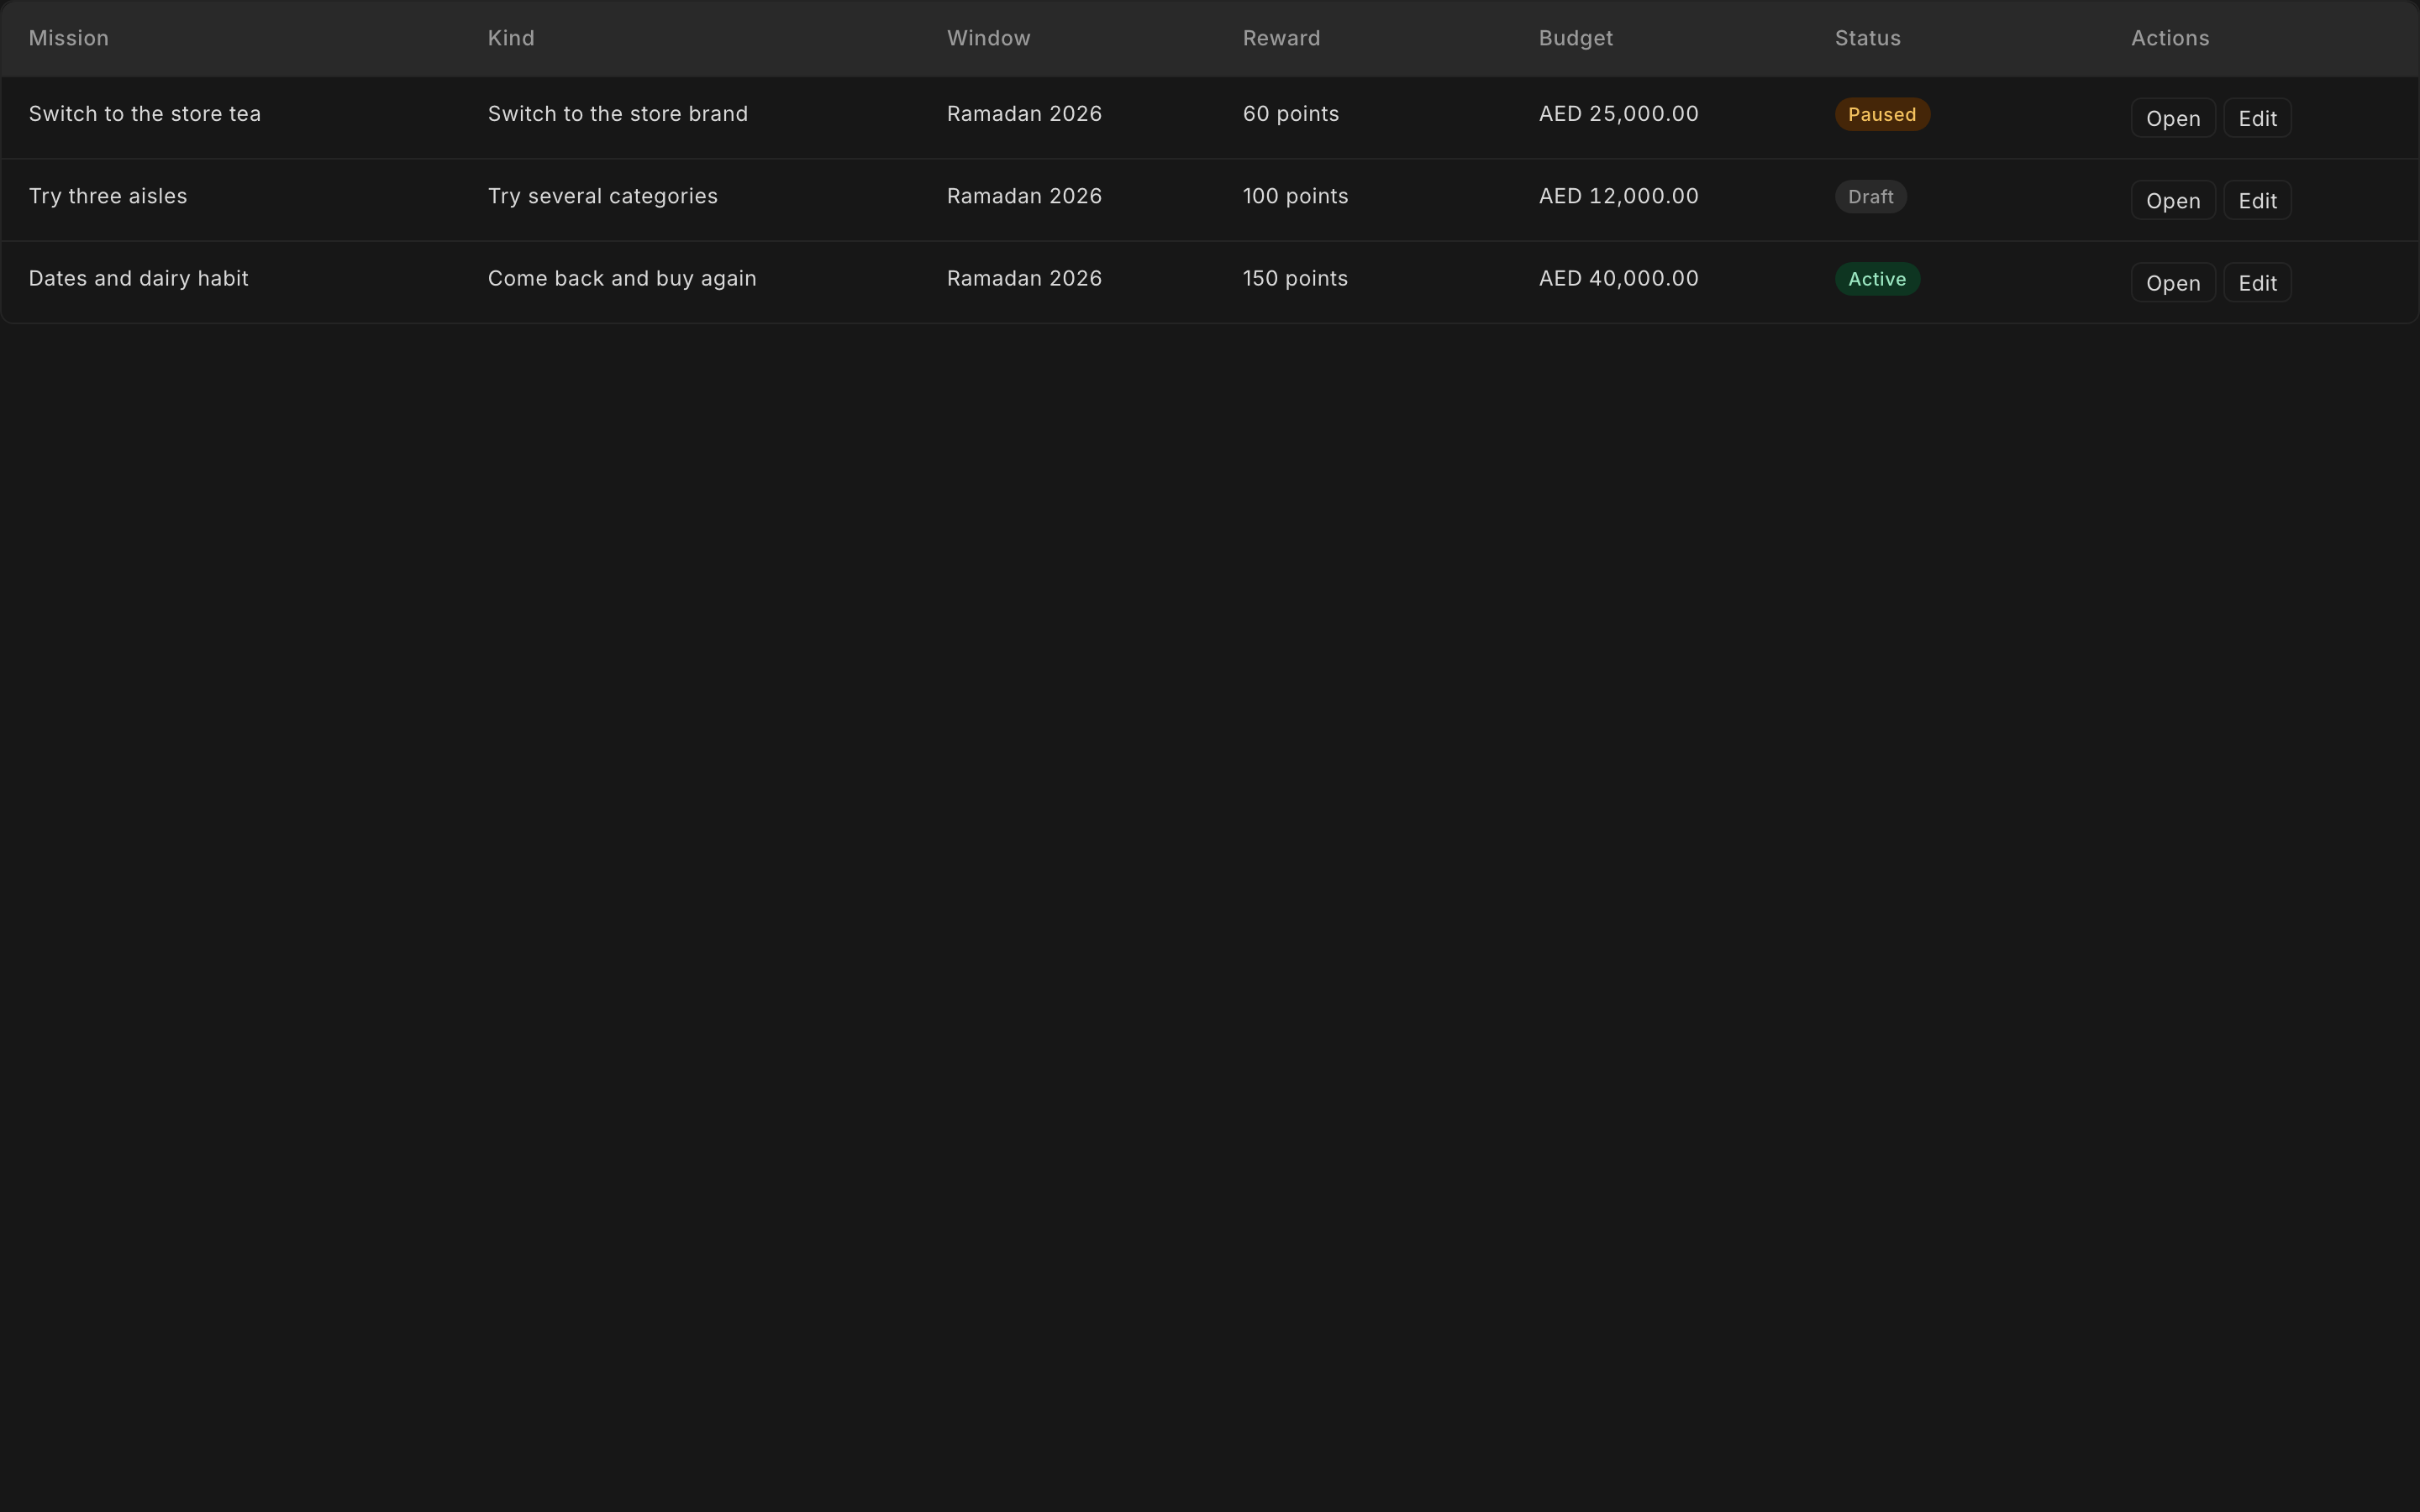 Mission Kind Window Reward Budget Status Actions
Switch to the store tea Switch to the store brand Ramadan 2026 60 points AED 25,000.00 Paused Open Edit
Try three aisles Try several categories Ramadan 2026 100 points AED 12,000.00 Draft Open Edit
Dates and dairy habit Come back and buy again Ramadan 2026 150 points AED 40,000.00 Active Open Edit